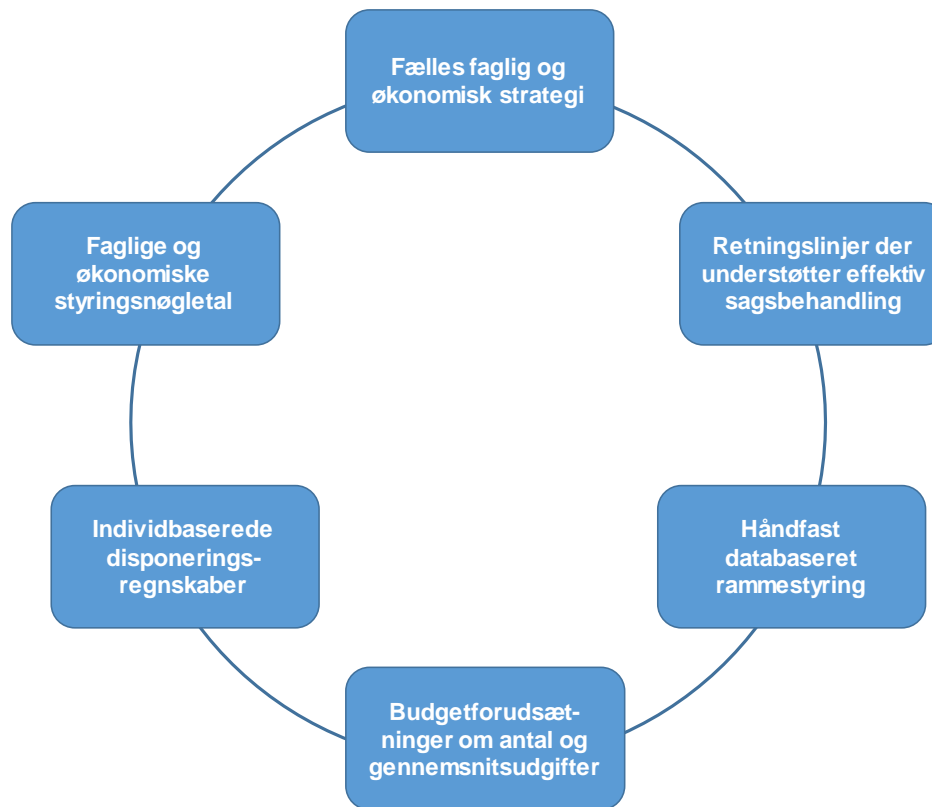 Fælles faglig og
økonomisk strategi
Retningslinjer der
understøtter effektiv
sagsbehandling
Håndfast
databaseret
rammestyring
Budgetforudsæt-
ninger om antal og
gennemsnitsudgifter
Individbaserede
disponerings-
regnskaber
Faglige og
økonomiske
styringsnøgletal